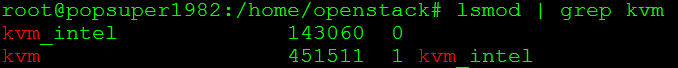 root@popsuper1982:/home/openstack# lsmod | grep kvm
kvm_intel 143060 0
kvm 451511 1 kvm_intel